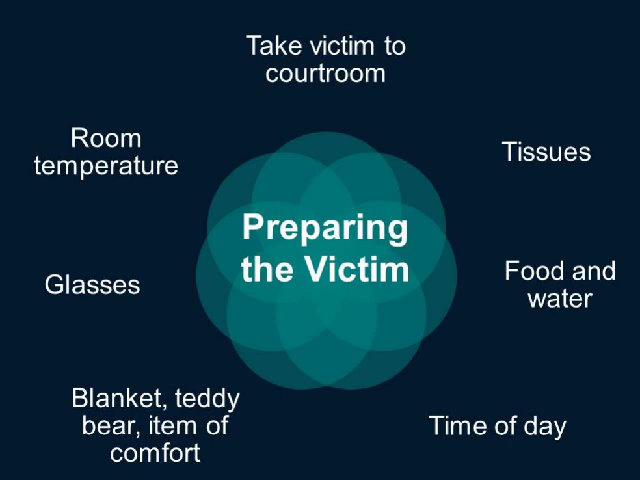 Take victim to
courtroom
Room
temperature
Tissues
Preparing
the Victim
Glasses
Food and
water
Blanket, teddy
bear, item of
comfort
Time of day